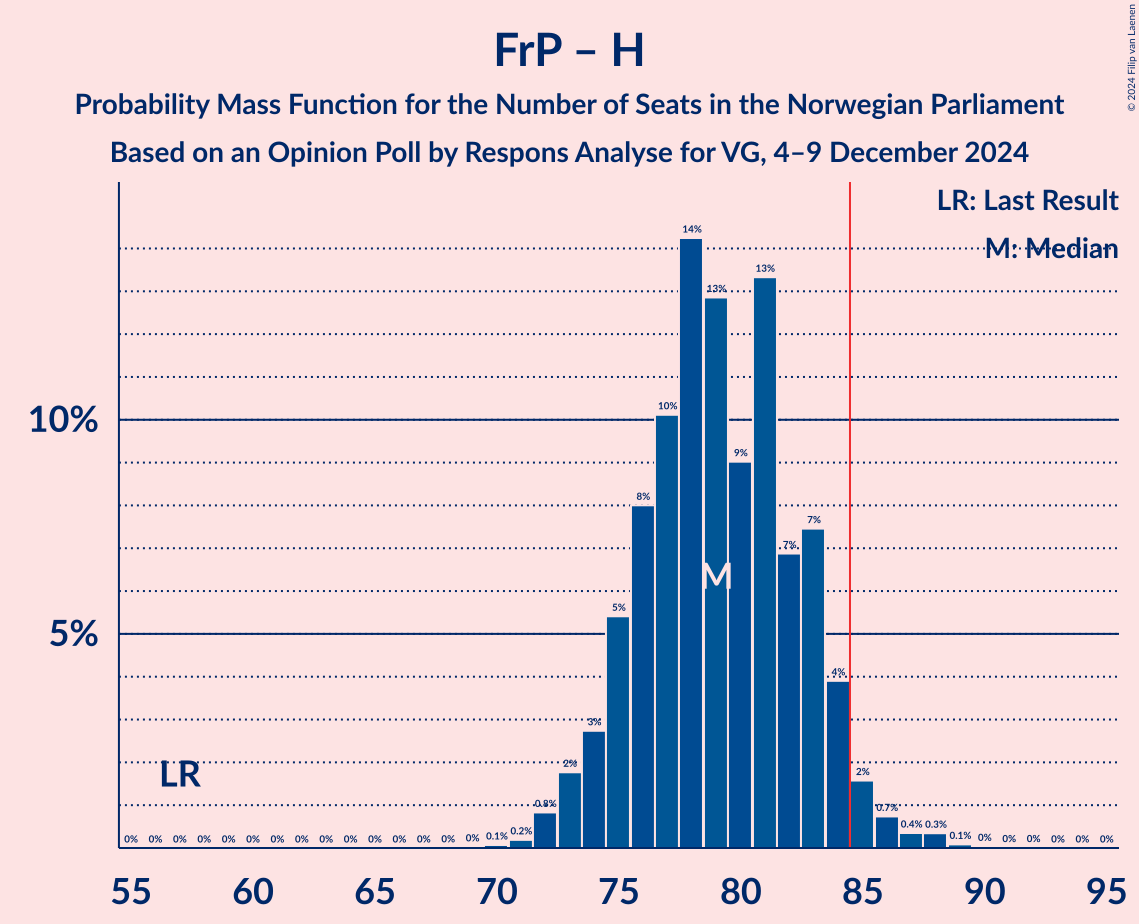 FrP – H
Probability Mass Function for the Number of Seats in the Norwegian Parliament
Based on an Opinion Poll by Respons Analyse for VG, 4–9 December 2024
© 2024 Filip van Laenen
LR: Last Result
M: Median
10%
5%
0% 0% 0% 0% 0% 0% 0% 0% 0% 0% 0% 0% 0% 0% 0% 0.1% 0.2% 0.8% 2% 3% 5% 8% 10% 14% 13% 9% 13% 7% 7% 4% 2% 0.7% 0.4% 0.3% 0.1% 0% 0% 0% 0% 0% 0%
LR
M
55 60 65 70 75 80 85 90 95